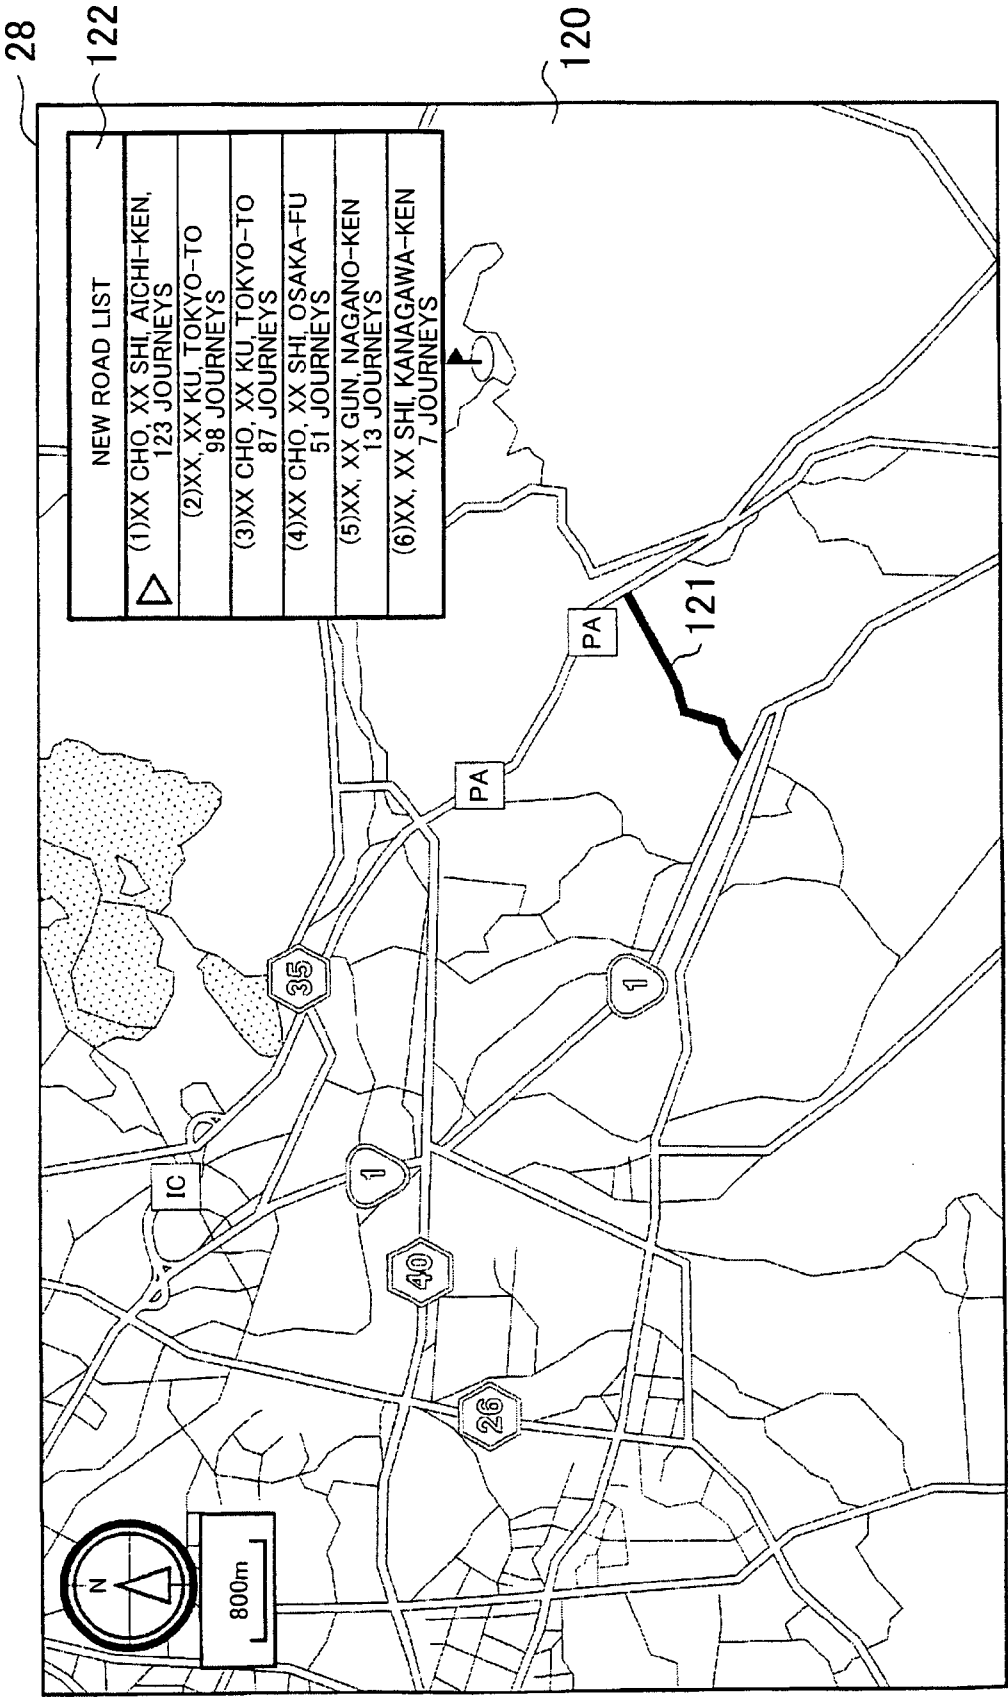 28
122
NEW ROAD LIST
(1)XX CHO, XX SHI, AICHI-KEN,
123 JOURNEYS
(2)XX, XX KU, TOKYO-TO
98 JOURNEYS
(3)XX CHO, XX KU, TOKYO-TO
87 JOURNEYS
(4)XX CHO, XX SHI, OSAKA-FU
51 JOURNEYS
(5)XX, XX GUN, NAGANO-KEN
13 JOURNEYS
(6)XX, XX SHI, KANAGAWA-KEN
7 JOURNEYS
120
N
800m
IC
35
1
40
26
PA
PA
1
121